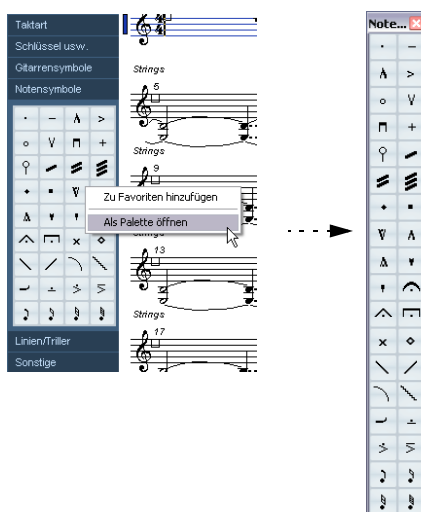 Taktart
Schlüssel usw.
Gitarrensymbole
Notensymbole
Zu Favoriten hinzufügen
Als Palette öffnen
Linien/Triller
Sonstige
Strings
5
Strings
9
13
Strings
17
Note...